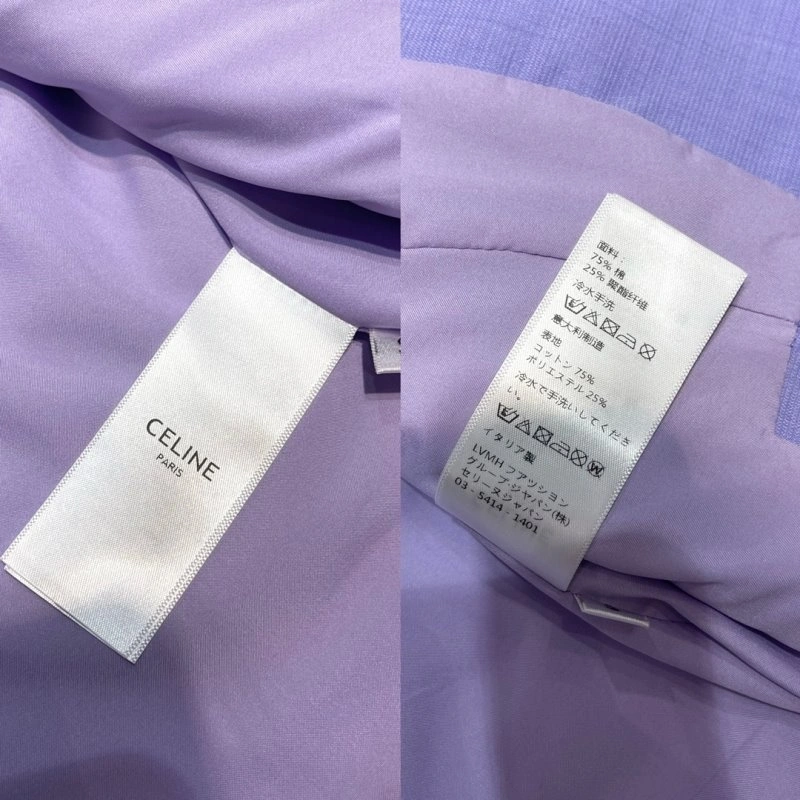 CELINE
PARIS
面料：
75% 棉
25% 聚酯纤维
冷水手洗
意大利制造
表地
コットン 75%
ポリエステル 25%
冷水で手洗いしてくださ
い。
イタリア製
LVMH ファッション
グループ・ジャパン(株)
セリーヌジャパン
03 - 5414 - 1401